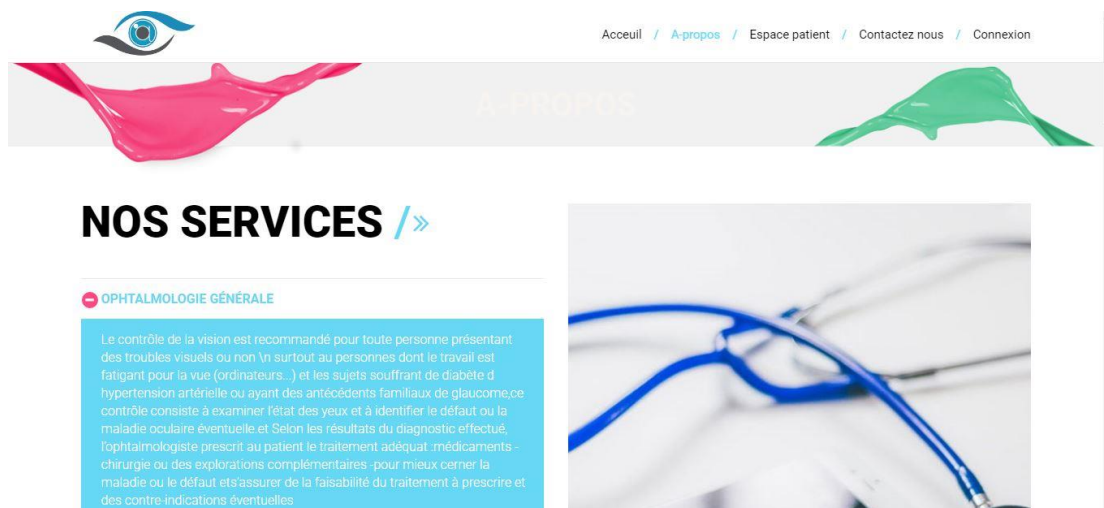 Acceuil / A-propos / Espace patient / Contactez nous / Connexion
A-PROPOS
NOS SERVICES /»
OPHTALMOLOGIE GÉNÉRALE
Le contrôle de la vision est recommandé pour toute personne présentant
des troubles visuels ou non \n surtout au personnes dont le travail est
fatigant pour la vue (ordinateurs...) et les sujets souffrant de diabète d
hypertension artérielle ou ayant des antécédents familiaux de glaucome,ce
contrôle consiste à examiner l'état des yeux et à identifier le défaut ou la
maladie oculaire éventuelle et Selon les résultats du diagnostic effectué,
l'ophtalmologiste prescrit au patient le traitement adéquat :médicaments -
chirurgie ou des explorations complémentaires -pour mieux cerner la
maladie ou le défaut ets'assurer de la faisabilité du traitement à prescrire et
des contre-indications éventuelles